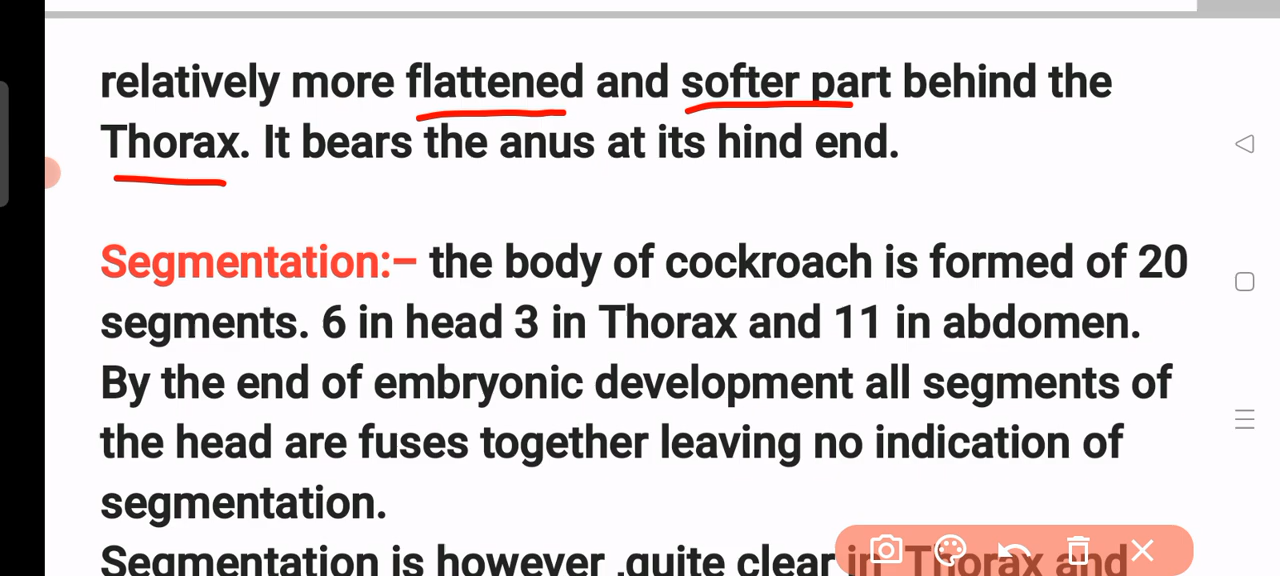 relatively more flattened and softer part behind the
Thorax. It bears the anus at its hind end.
Segmentation:– the body of cockroach is formed of 20
segments. 6 in head 3 in Thorax and 11 in abdomen.
By the end of embryonic development all segments of
the head are fuses together leaving no indication of
segmentation.
Segmentation is however ,quite clear in Thorax and